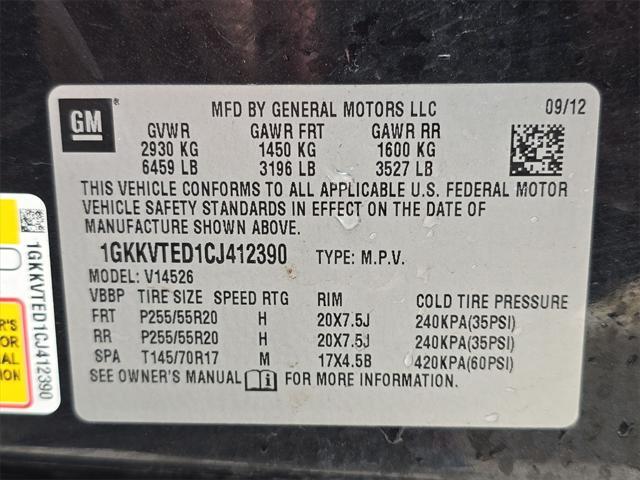 GM
MFD BY GENERAL MOTORS LLC 09/12
GVWR GAWR FRT GAWR RR
2930 KG 1450 KG 1600 KG
6459 LB 3196 LB 3527 LB
THIS VEHICLE CONFORMS TO ALL APPLICABLE U.S. FEDERAL MOTOR
VEHICLE SAFETY STANDARDS IN EFFECT ON THE DATE OF
MANUFACTURE SHOWN ABOVE.
1GKKVTED1CJ412390 TYPE: M.P.V.
MODEL: V14526
VBBP TIRE SIZE SPEED RTG RIM COLD TIRE PRESSURE
FRT P255/55R20 H 20X7.5J 240KPA(35PSI)
RR P255/55R20 H 20X7.5J 240KPA(35PSI)
SPA T145/70R17 M 17X4.5B 420KPA(60PSI)
SEE OWNER'S MANUAL FOR MORE INFORMATION.
1GKKVTED1CJ412390
R'S
OR
IAL
ION